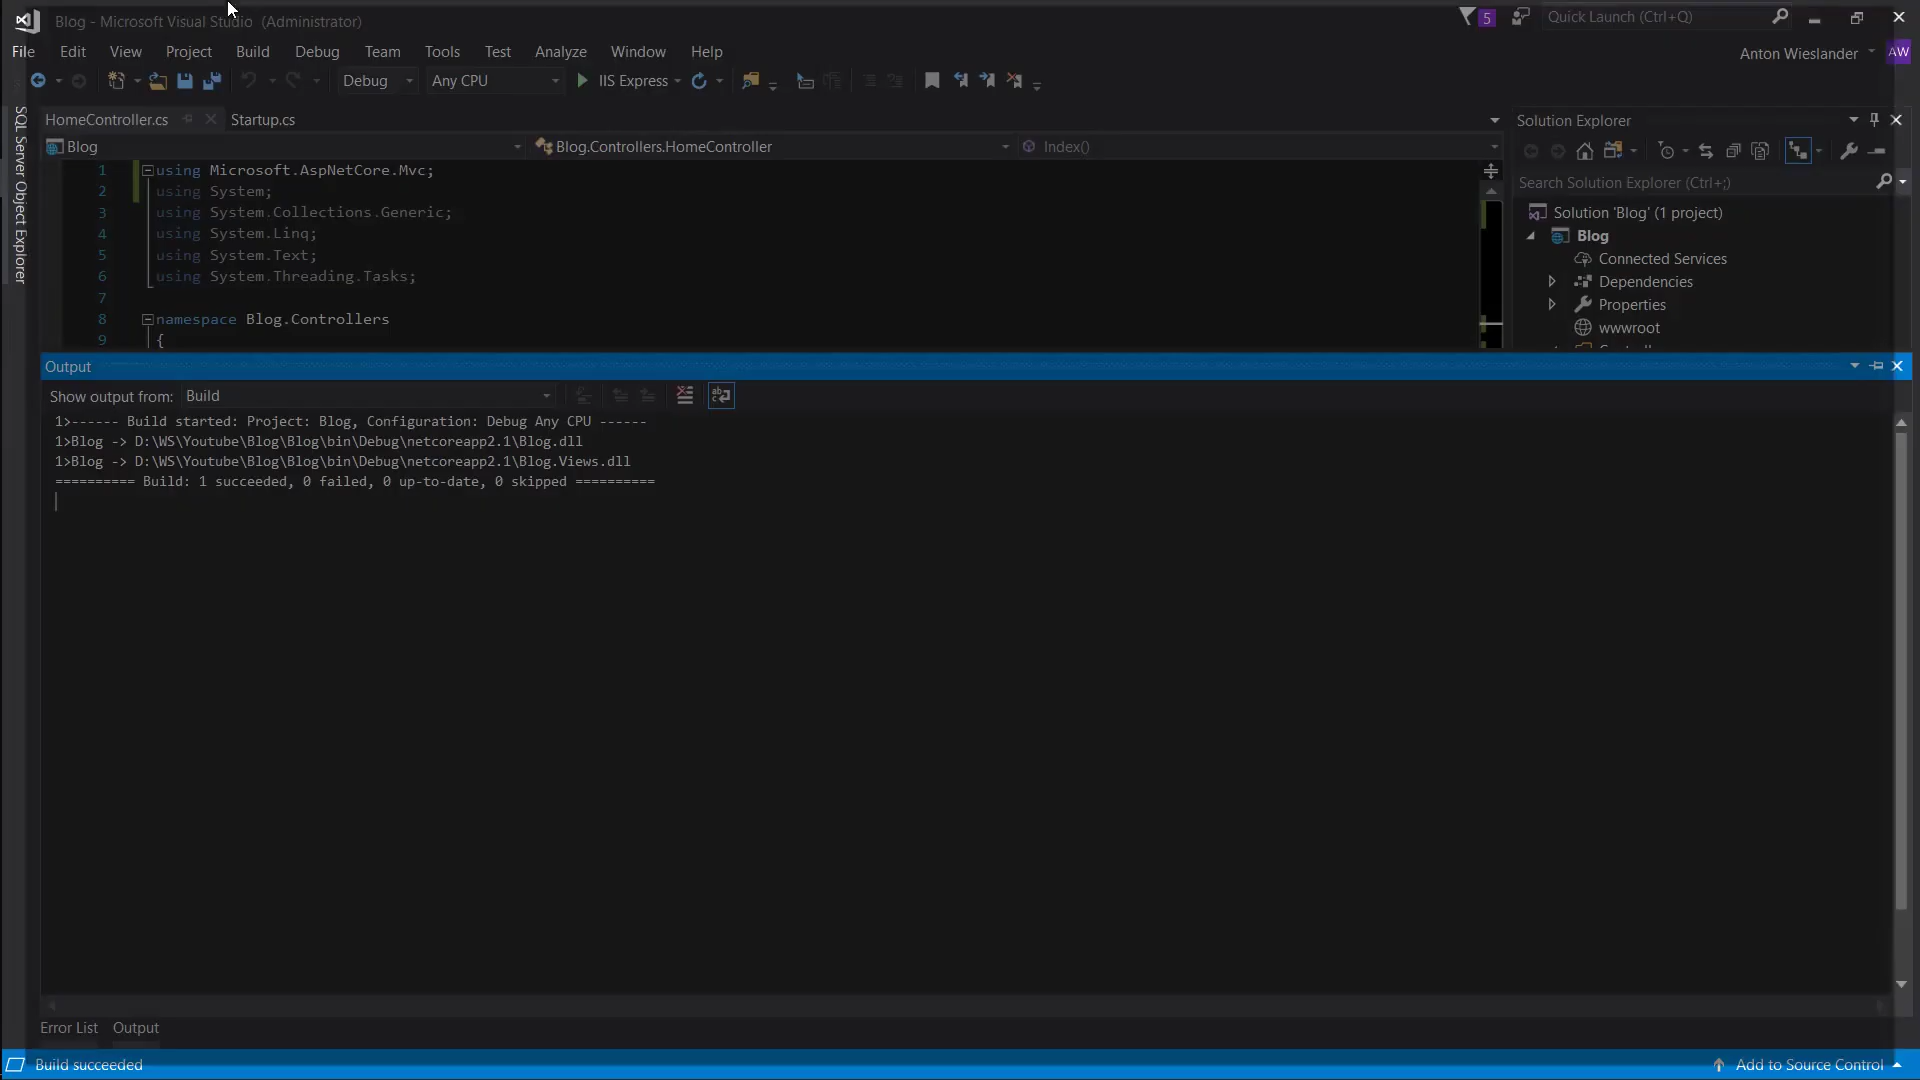 Blog - Microsoft Visual Studio (Administrator)
5
Quick Launch (Ctrl+Q)
File Edit View Project Build Debug Team Tools Test Analyze Window Help
Anton Wieslander AW
Debug Any CPU IIS Express
SQL Server Object Explorer
HomeController.cs Startup.cs
Solution Explorer
Blog Blog.Controllers.HomeController Index()
Search Solution Explorer (Ctrl+;)
1 using Microsoft.AspNetCore.Mvc;
2 using System;
3 using System.Collections.Generic;
4 using System.Linq;
5 using System.Text;
6 using System.Threading.Tasks;
7
8 namespace Blog.Controllers
9 {
Solution 'Blog' (1 project)
Blog
Connected Services
Dependencies
Properties
wwwroot
Output
Show output from: Build
1>------ Build started: Project: Blog, Configuration: Debug Any CPU ------
1>Blog -> D:\WS\Youtube\Blog\Blog\bin\Debug\netcoreapp2.1\Blog.dll
1>Blog -> D:\WS\Youtube\Blog\Blog\bin\Debug\netcoreapp2.1\Blog.Views.dll
========== Build: 1 succeeded, 0 failed, 0 up-to-date, 0 skipped ==========
Error List Output
Build succeeded
Add to Source Control